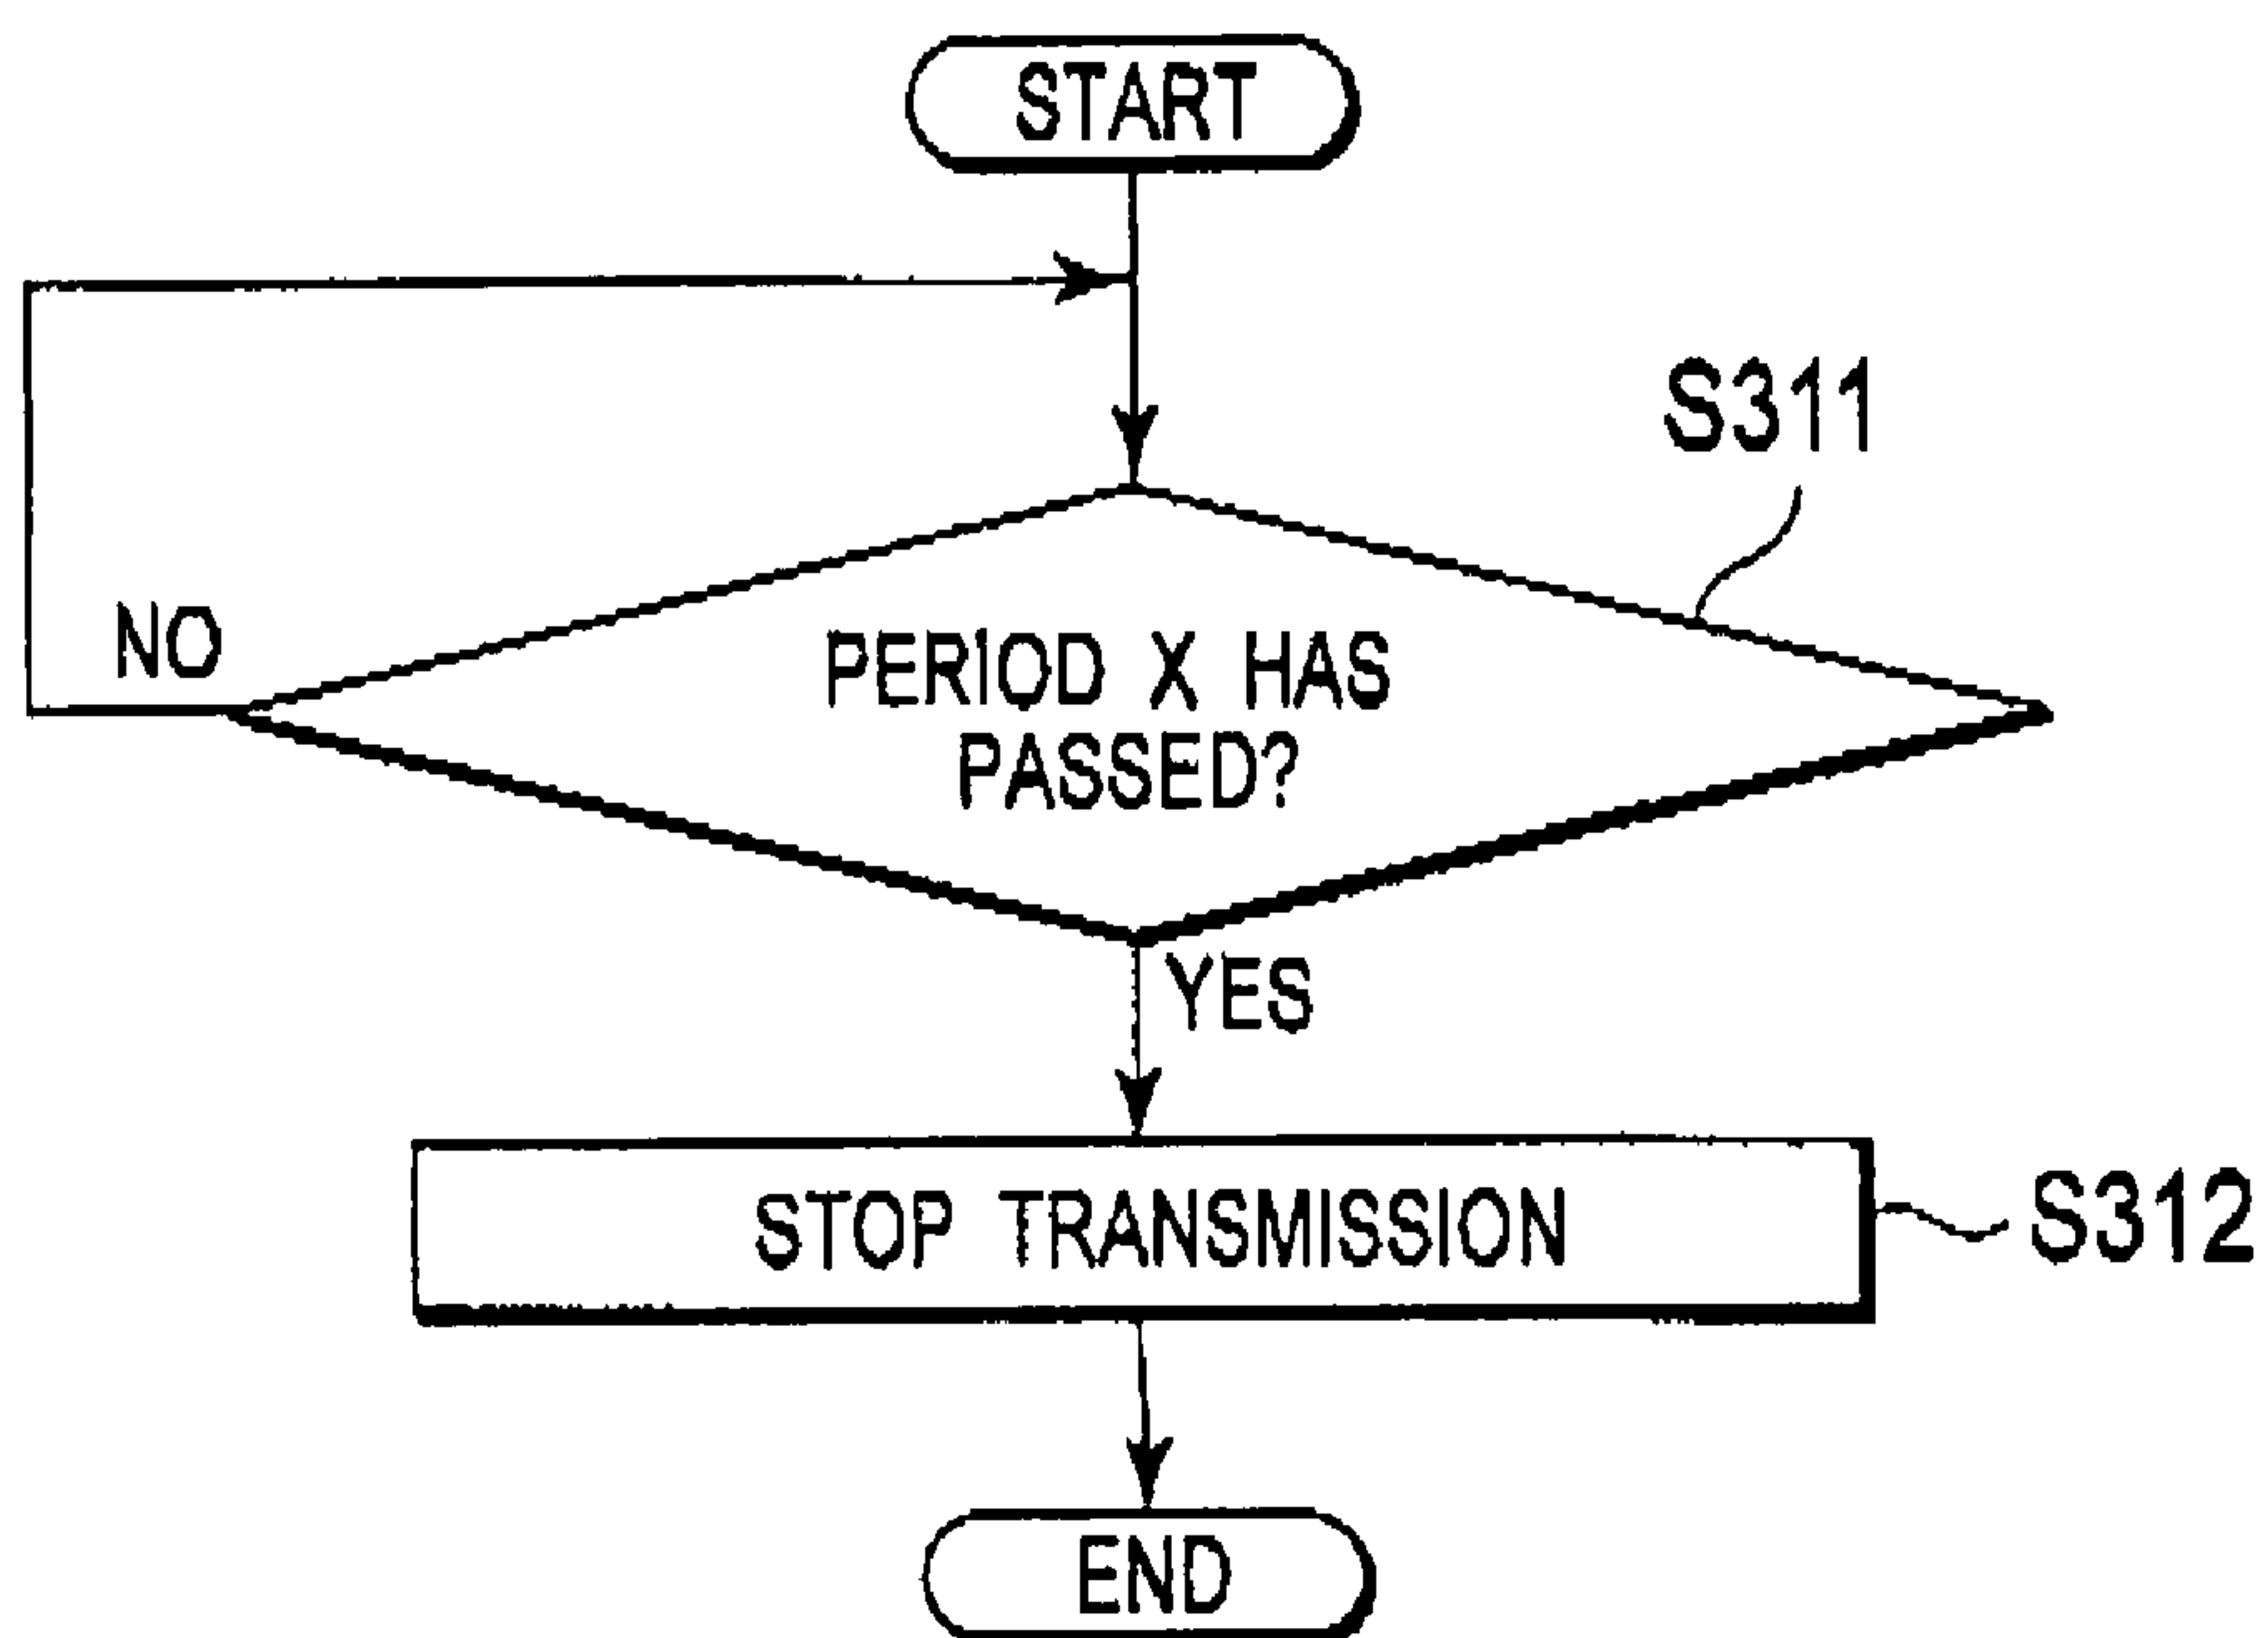 START
S311
NO
PERIOD X HAS
PASSED?
YES
STOP TRANSMISSION
S312
END